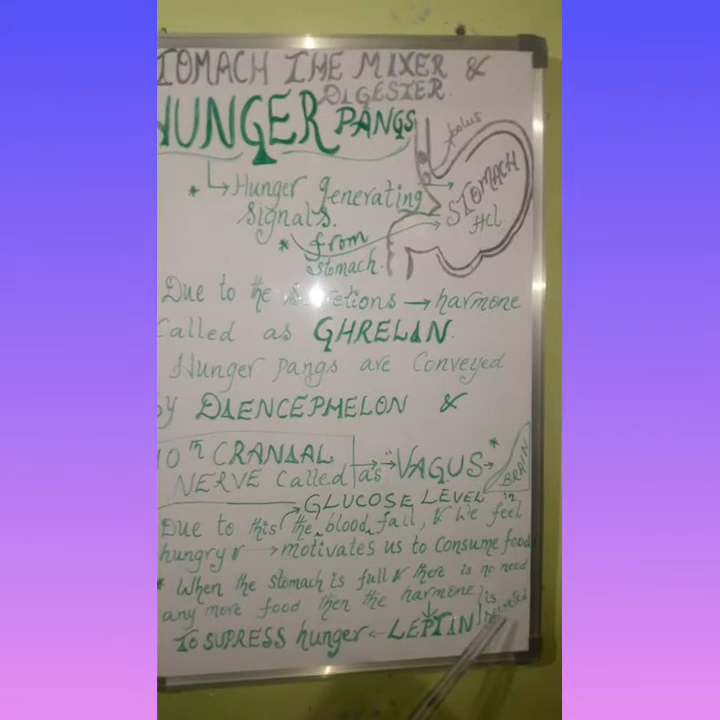 TOMACH THE MIXER &
DIGESTER
HUNGER PANGS
bolus
* Hunger generating
signals.
STOMACH
Hcl
* from
stomach.
Due to the secretions → harmone
Called as GHRELIN.
Hunger pangs are Conveyed
by DIENCEPHELON &
10th CRANIAL
NERVE Called as → "VAGUS → *
BRAIN
GLUCOSE LEVEL in
Due to this the blood fall, & We feel
hungry & → motivates us to Consume food
* When the stomach is full & there is no need
any more food then the harmone is
secreted
TO SUPRESS hunger ← LEPTIN